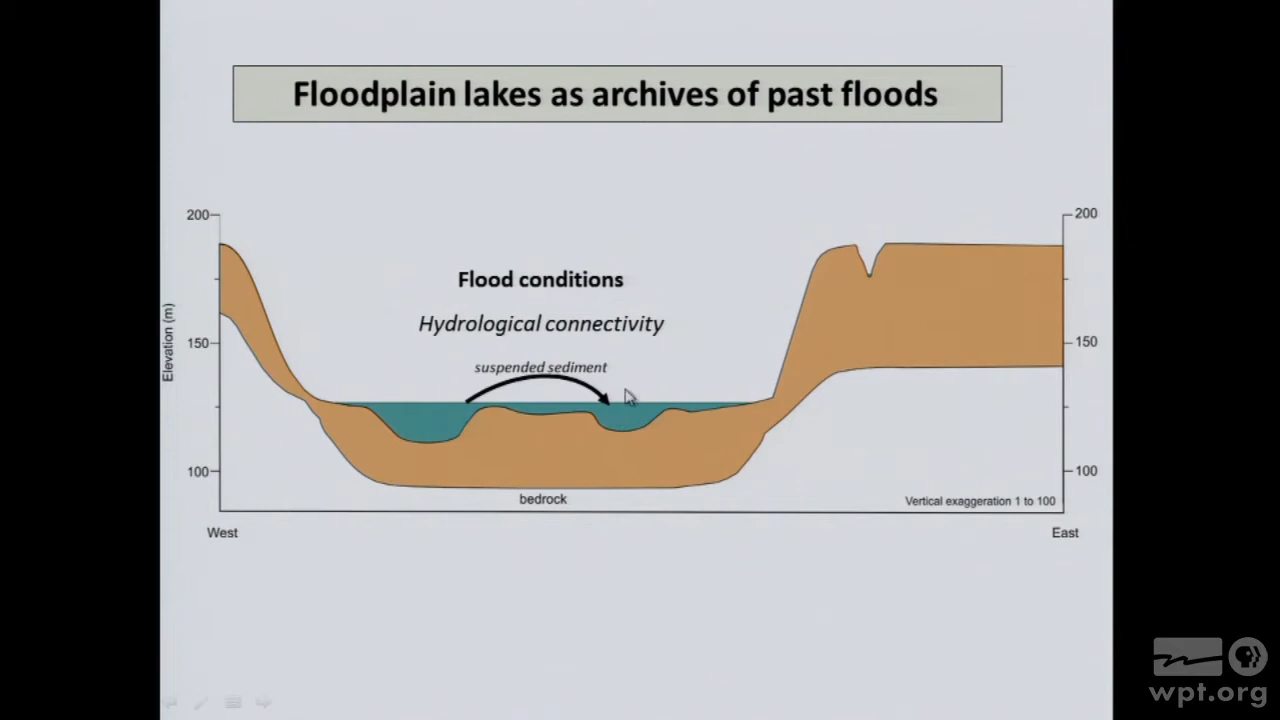 Floodplain lakes as archives of past floods
200
200
Flood conditions
Hydrological connectivity
Elevation (m)
150
150
suspended sediment
100
100
bedrock
Vertical exaggeration 1 to 100
West
East
wpt.org